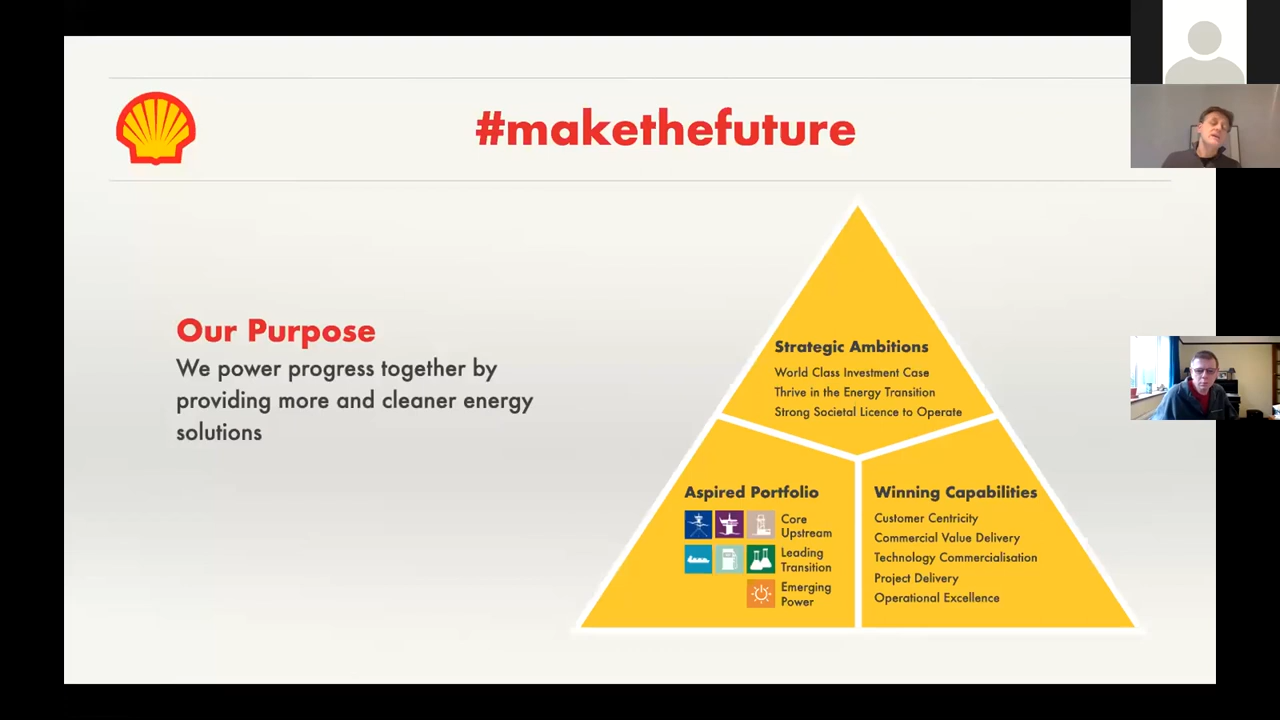 #makethefuture
Our Purpose
We power progress together by
providing more and cleaner energy
solutions
Strategic Ambitions
World Class Investment Case
Thrive in the Energy Transition
Strong Societal Licence to Operate
Aspired Portfolio
Core
Upstream
Leading
Transition
Emerging
Power
Winning Capabilities
Customer Centricity
Commercial Value Delivery
Technology Commercialisation
Project Delivery
Operational Excellence